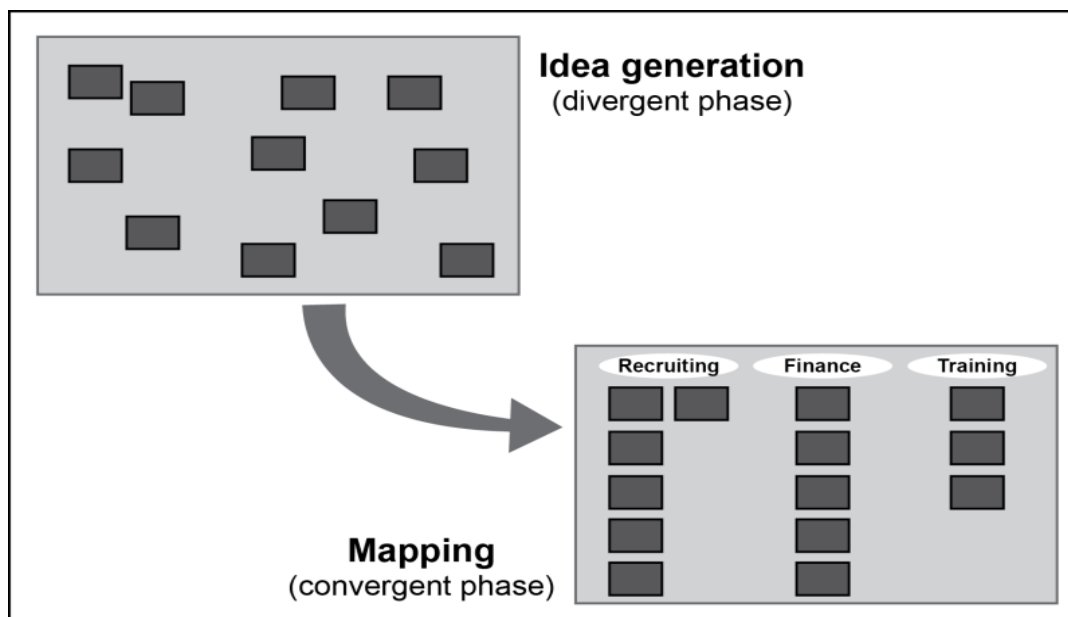 Idea generation
(divergent phase)
Recruiting Finance Training
Mapping
(convergent phase)